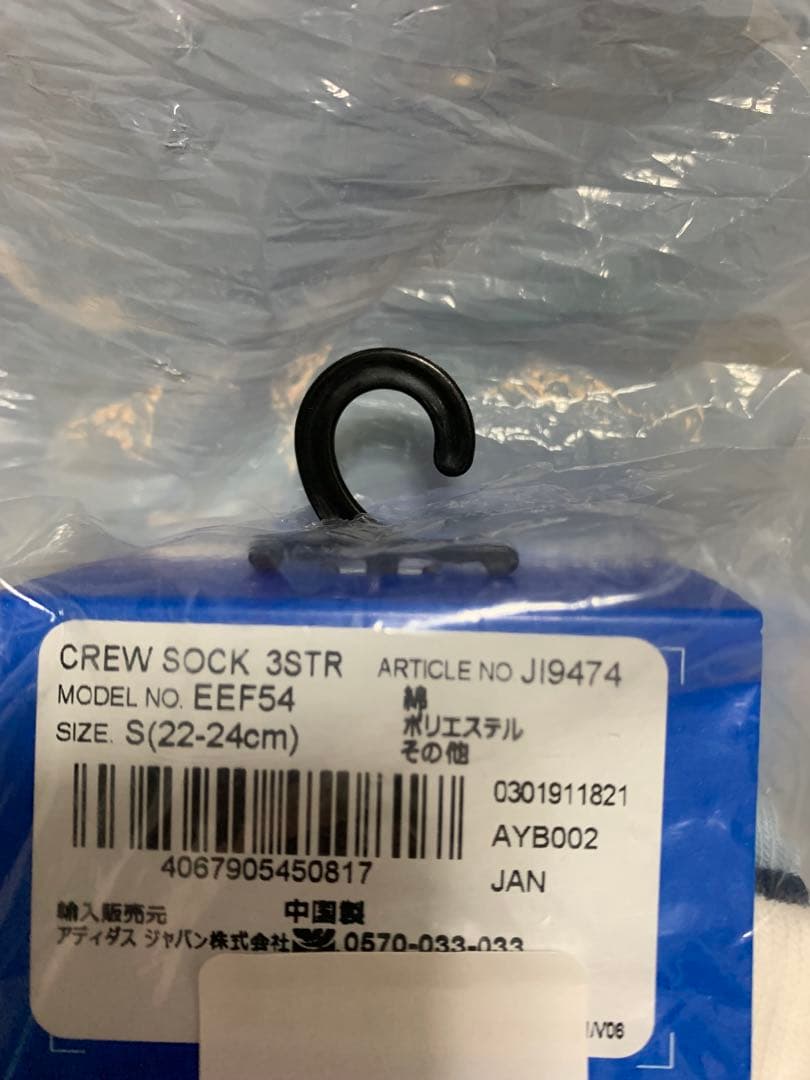 CREW SOCK 3STR ARTICLE NO JI9474
MODEL NO. EEF54 綿
ポリエステル
SIZE. S(22-24cm) その他
0301911821
AYB002
4067905450817
JAN
輸入販売元 中国製
アディダス ジャパン株式会社 0570-033-033
/V06